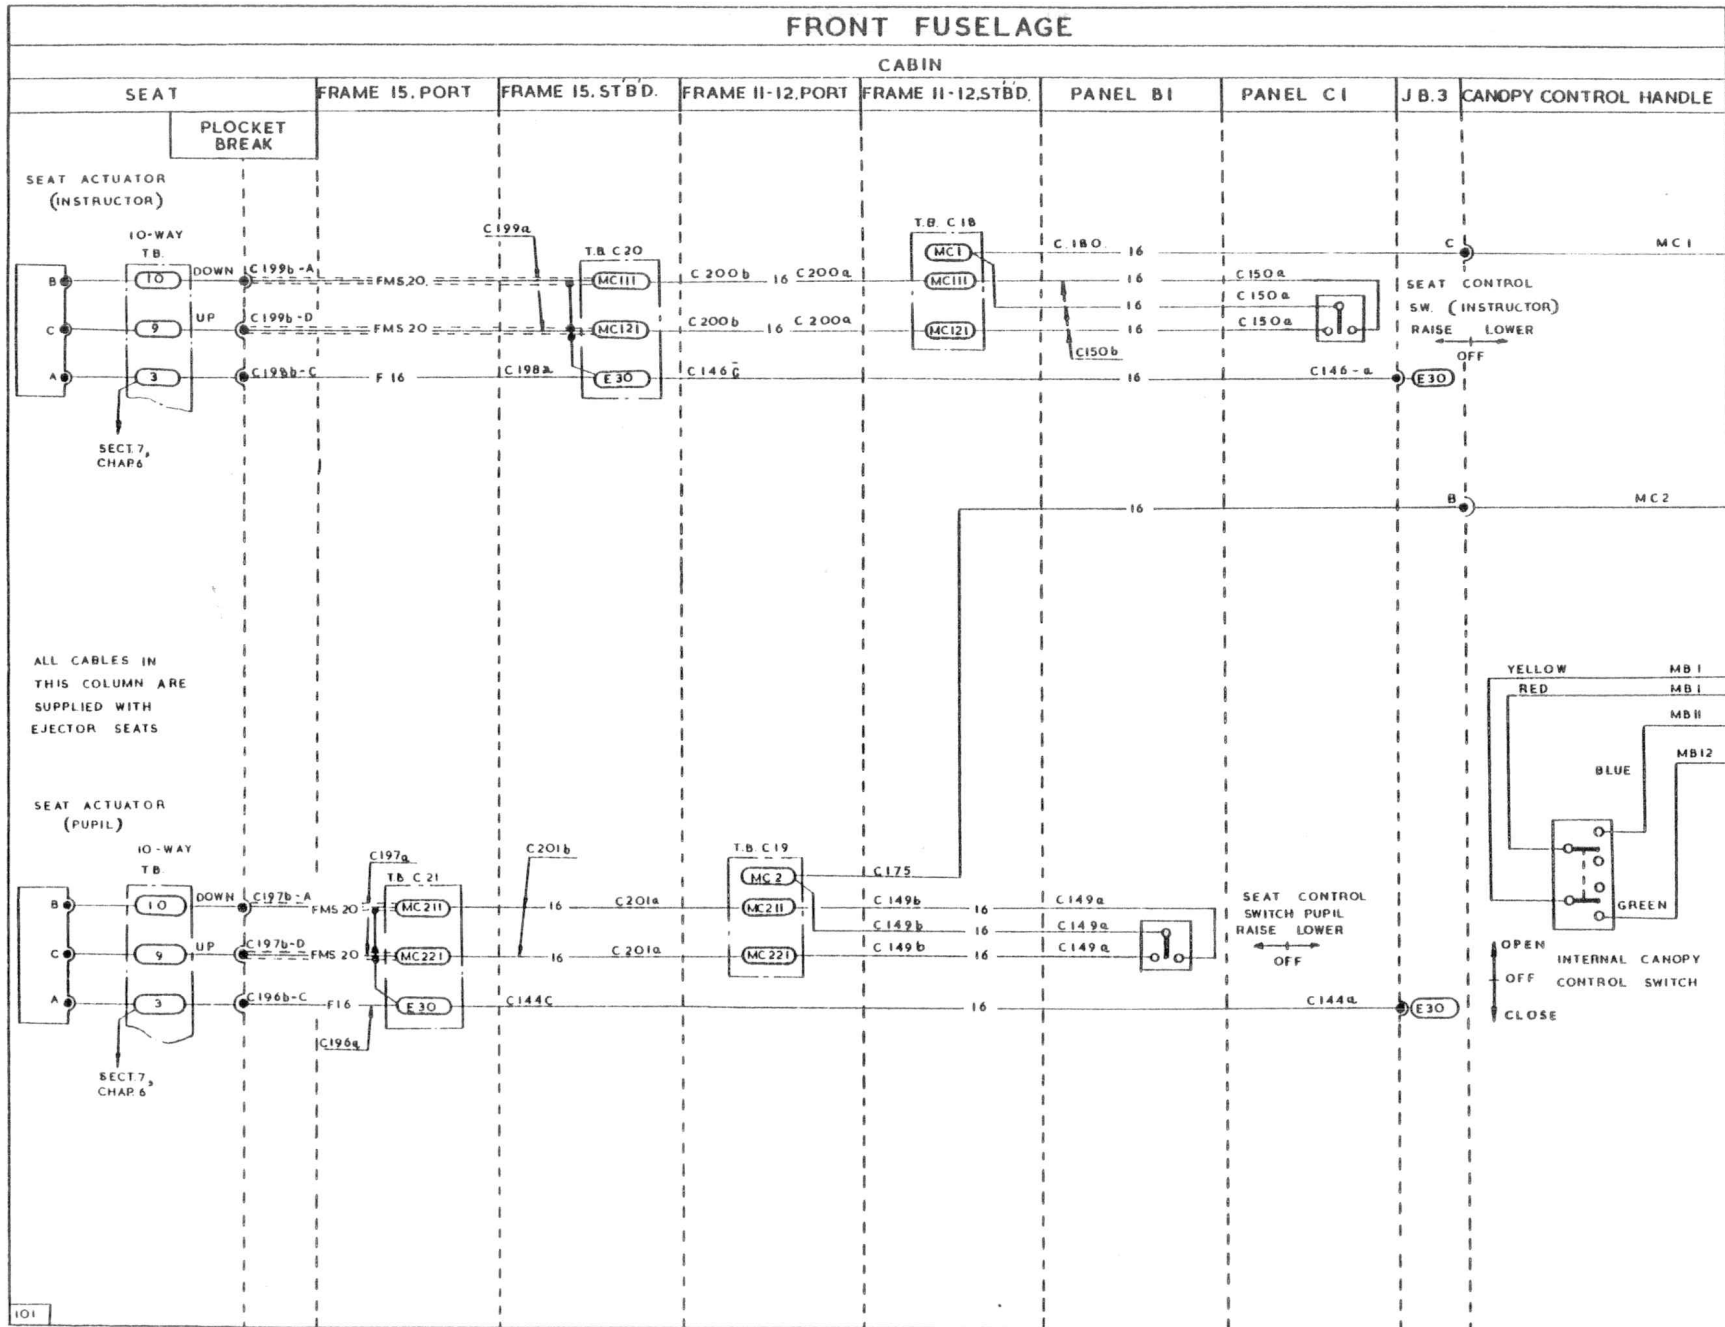 FRONT FUSELAGE
CABIN
SEAT
FRAME 15. PORT
FRAME 15. STB'D.
FRAME 11-12. PORT
FRAME 11-12. STBD.
PANEL B1
PANEL C1
J B.3
CANOPY CONTROL HANDLE
PLOCKET
BREAK
SEAT ACTUATOR
(INSTRUCTOR)
10-WAY
T.B.
C199a
T.B. C20
T.B. C18
MC1
C.180.
16
C
MC1
B
10
DOWN
C199b-A
FMS.20.
MC111
C200b
16
C200a
MC111
16
C150a
SEAT CONTROL
16
C150a
SW. (INSTRUCTOR)
C
9
UP
C199b-D
FMS 20
MC121
C200b
16
C200a
MC121
16
C150a
RAISE LOWER
OFF
C150b
A
3
C198b-C
F 16
C198a
E30
C146C
16
C146-a
E30
SECT.7,
CHAP.6
16
B
MC2
ALL CABLES IN
THIS COLUMN ARE
SUPPLIED WITH
EJECTOR SEATS
YELLOW
MB1
RED
MB1
MB11
MB12
BLUE
GREEN
OPEN
OFF
CLOSE
INTERNAL CANOPY
CONTROL SWITCH
SEAT ACTUATOR
(PUPIL)
10-WAY
T.B.
C197a
T.B. C21
C201b
T.B. C19
MC2
C175
B
10
DOWN
C197b-A
FMS 20
MC211
16
C201a
MC211
C149b
16
C149a
SEAT CONTROL
SWITCH PUPIL
RAISE LOWER
OFF
C149b
16
C149a
C
9
UP
C197b-D
FMS 20
MC221
16
C201a
MC221
C149b
16
C149a
A
3
C196b-C
F16
E30
C144C
16
C144a
E30
C196a
SECT.7,
CHAP.6
101